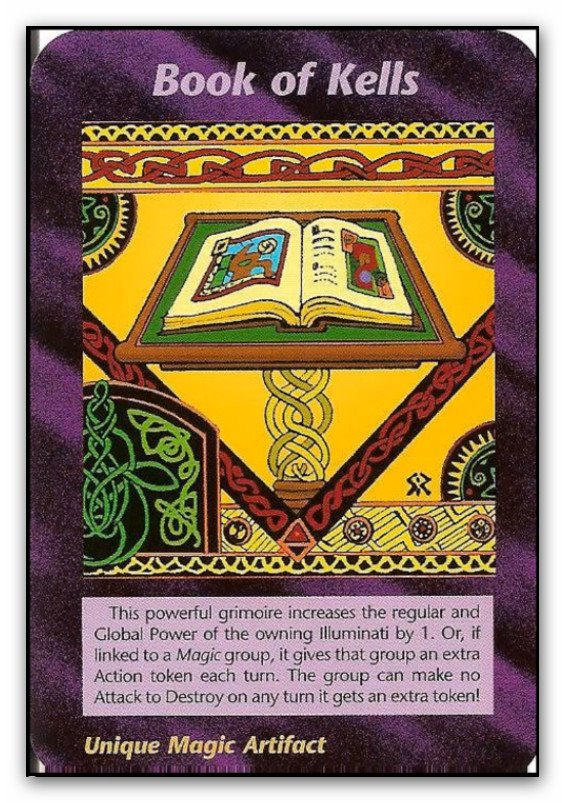 Book of Kells
This powerful grimoire increases the regular and
Global Power of the owning Illuminati by 1. Or, if
linked to a Magic group, it gives that group an extra
Action token each turn. The group can make no
Attack to Destroy on any turn it gets an extra token!
Unique Magic Artifact